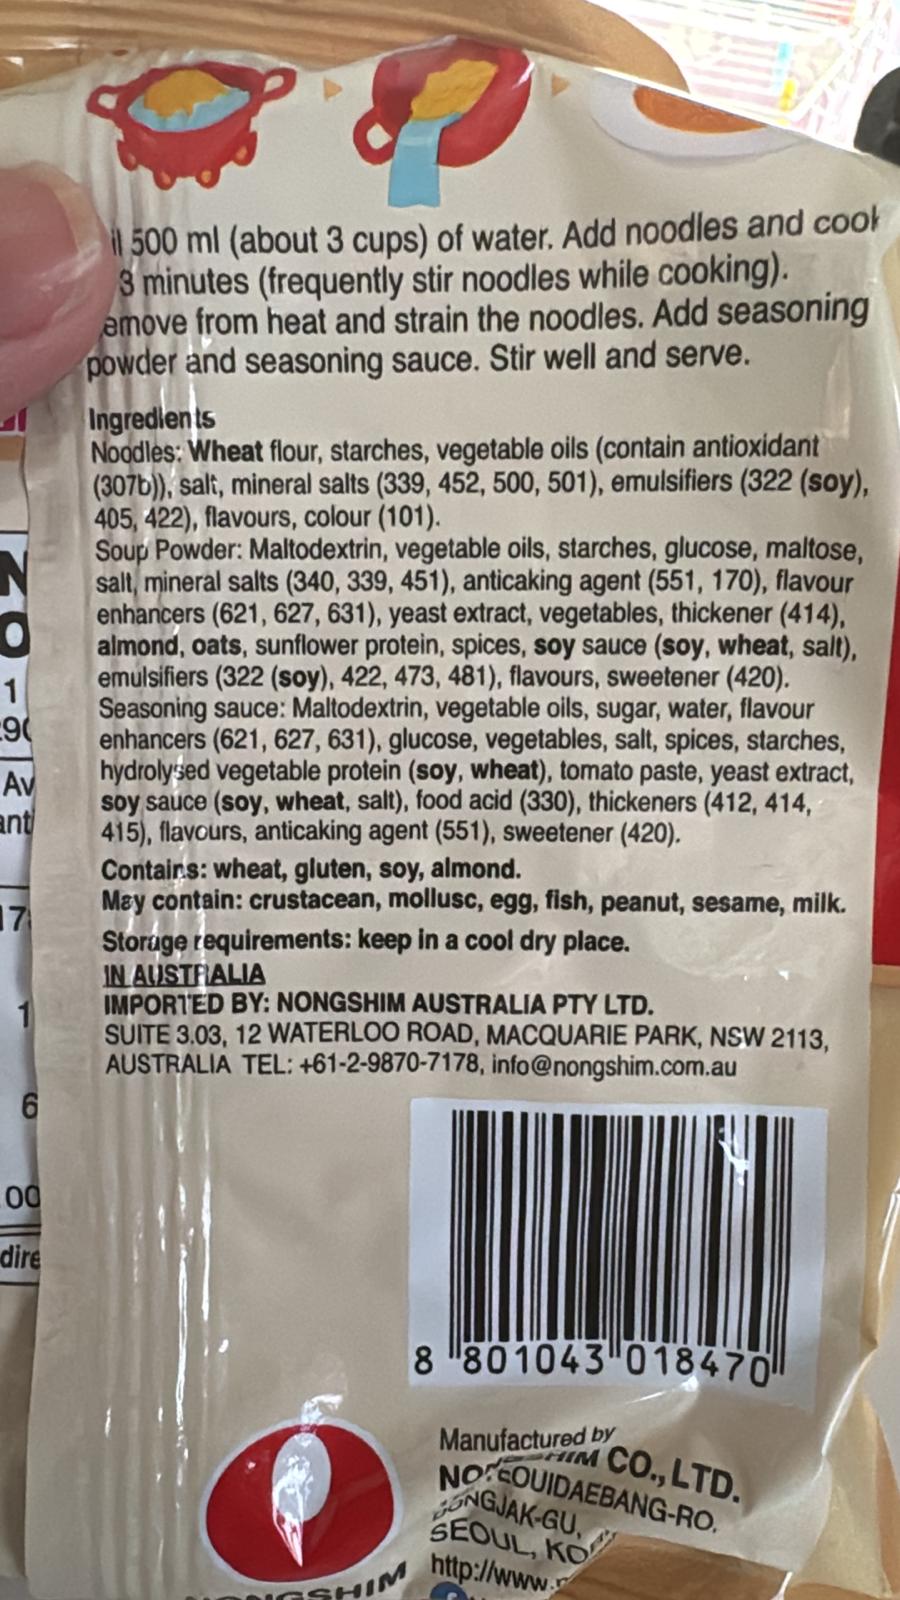 500 ml (about 3 cups) of water. Add noodles and cook
3 minutes (frequently stir noodles while cooking).
from heat and strain the noodles. Add seasoning
powder and seasoning sauce. Stir well and serve.
Ingredients
Noodles: Wheat flour, starches, vegetable oils (contain antioxidant
(307b)), salt, mineral salts (339, 452, 500, 501), emulsifiers (322 (soy),
405, 422), flavours, colour (101).
Soup Powder: Maltodextrin, vegetable oils, starches, glucose, maltose,
salt, mineral salts (340, 339, 451), anticaking agent (551, 170), flavour
enhancers (621, 627, 631), yeast extract, vegetables, thickener (414),
almond, oats, sunflower protein, spices, soy sauce (soy, wheat, salt),
emulsifiers (322 (soy), 422, 473, 481), flavours, sweetener (420).
Seasoning sauce: Maltodextrin, vegetable oils, sugar, water, flavour
enhancers (621, 627, 631), glucose, vegetables, salt, spices, starches,
hydrolysed vegetable protein (soy, wheat), tomato paste, yeast extract,
soy sauce (soy, wheat, salt), food acid (330), thickeners (412, 414,
415), flavours, anticaking agent (551), sweetener (420).
Contains: wheat, gluten, soy, almond.
May contain: crustacean, mollusc, egg, fish, peanut, sesame, milk.
Storage requirements: keep in a cool dry place.
IN AUSTRALIA
IMPORTED BY: NONGSHIM AUSTRALIA PTY LTD.
SUITE 3.03, 12 WATERLOO ROAD, MACQUARIE PARK, NSW 2113,
AUSTRALIA TEL: +61-2-9870-7178, info@nongshim.com.au
8 801043 018470
Manufactured by
CO., LTD.
JAK-GU,
SEOUL,
http://www.
NONGSHIM